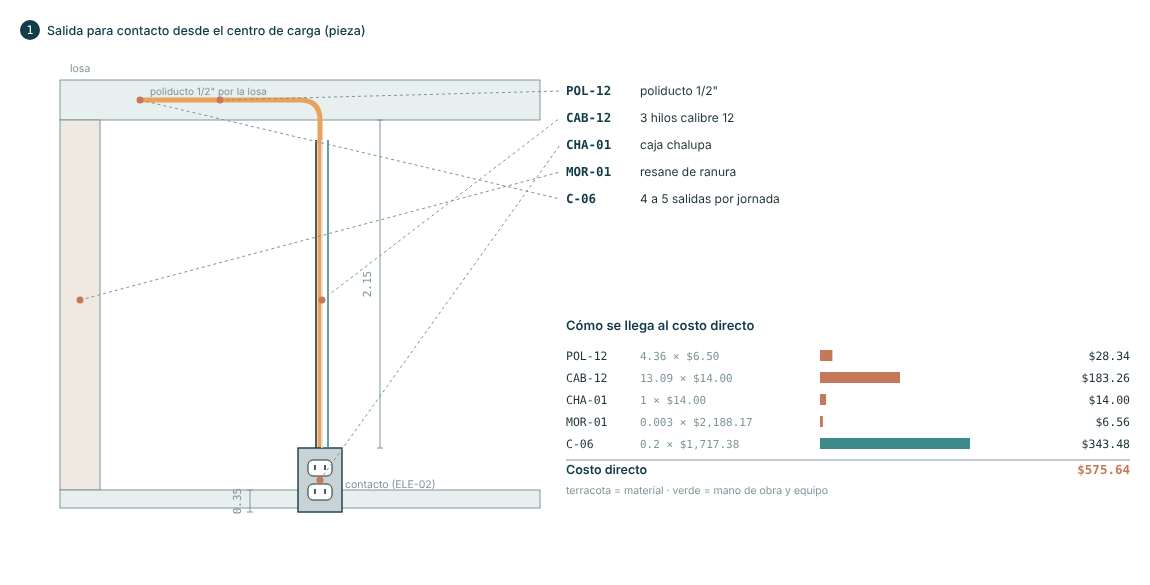 1 Salida para contacto desde el centro de carga (pieza)
losa
poliducto 1/2" por la losa
POL-12 poliducto 1/2"
CAB-12 3 hilos calibre 12
CHA-01 caja chalupa
MOR-01 resane de ranura
C-06 4 a 5 salidas por jornada
2.15
contacto (ELE-02)
0.35
Cómo se llega al costo directo
POL-12 4.36 × $6.50 $28.34
CAB-12 13.09 × $14.00 $183.26
CHA-01 1 × $14.00 $14.00
MOR-01 0.003 × $2,188.17 $6.56
C-06 0.2 × $1,717.38 $343.48
Costo directo $575.64
terracota = material · verde = mano de obra y equipo